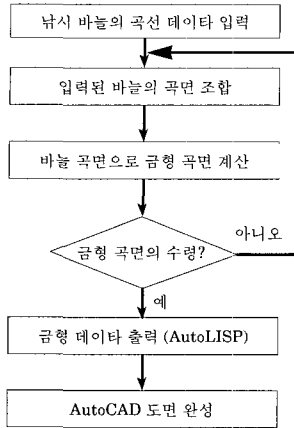 낚시 바늘의 곡선 데이타 입력
입력된 바늘의 곡면 조합
바늘 곡면으로 금형 곡면 계산
금형 곡면의 수령?
아니오
예
금형 데이타 출력 (AutoLISP)
AutoCAD 도면 완성